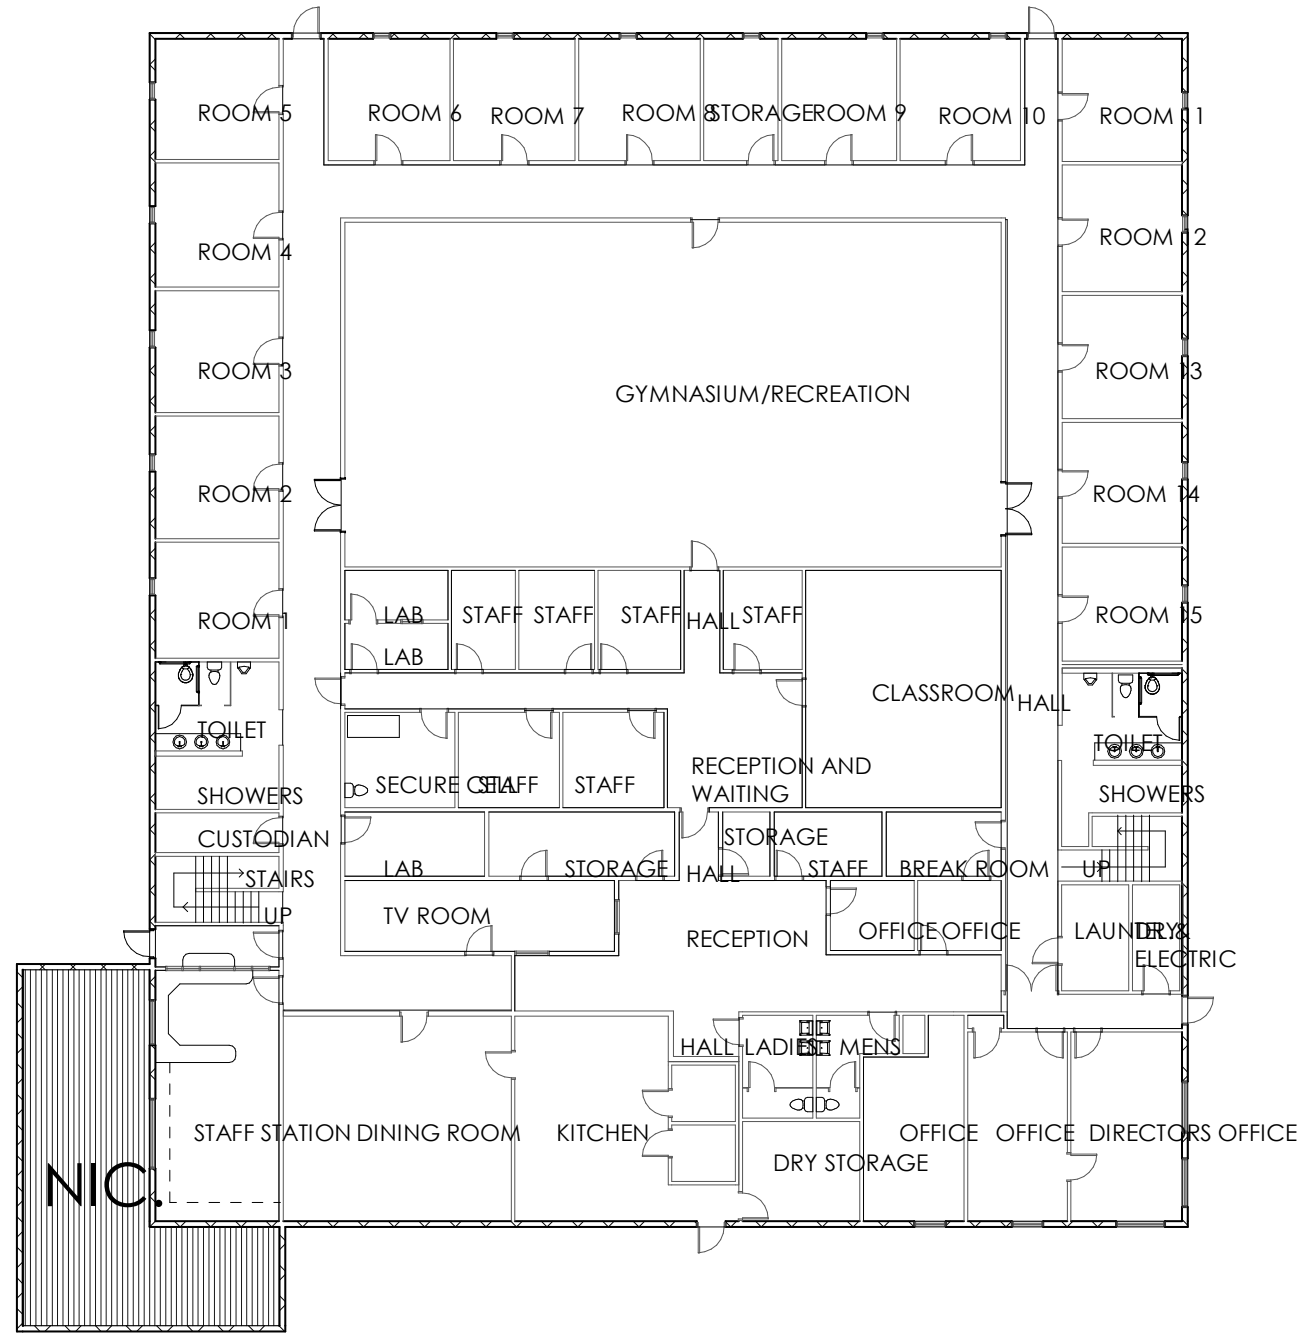 ROOM 5
ROOM 6
ROOM 7
ROOM 8
STORAGE
ROOM 9
ROOM 10
ROOM 11
ROOM 4
ROOM 12
ROOM 3
GYMNASIUM/RECREATION
ROOM 13
ROOM 2
ROOM 14
ROOM 1
LAB
STAFF
STAFF
STAFF
HALL
STAFF
ROOM 15
LAB
CLASSROOM
HALL
TOILET
TOILET
SECURE CELL
STAFF
STAFF
RECEPTION AND
WAITING
SHOWERS
SHOWERS
CUSTODIAN
STORAGE
STAIRS
LAB
STORAGE
HALL
STAFF
BREAK ROOM
UP
UP
TV ROOM
RECEPTION
OFFICE
OFFICE
ELECTRIC
HALL
LADIES
MENS
STAFF STATION
DINING ROOM
KITCHEN
DRY STORAGE
OFFICE
OFFICE
DIRECTORS OFFICE
NIC.